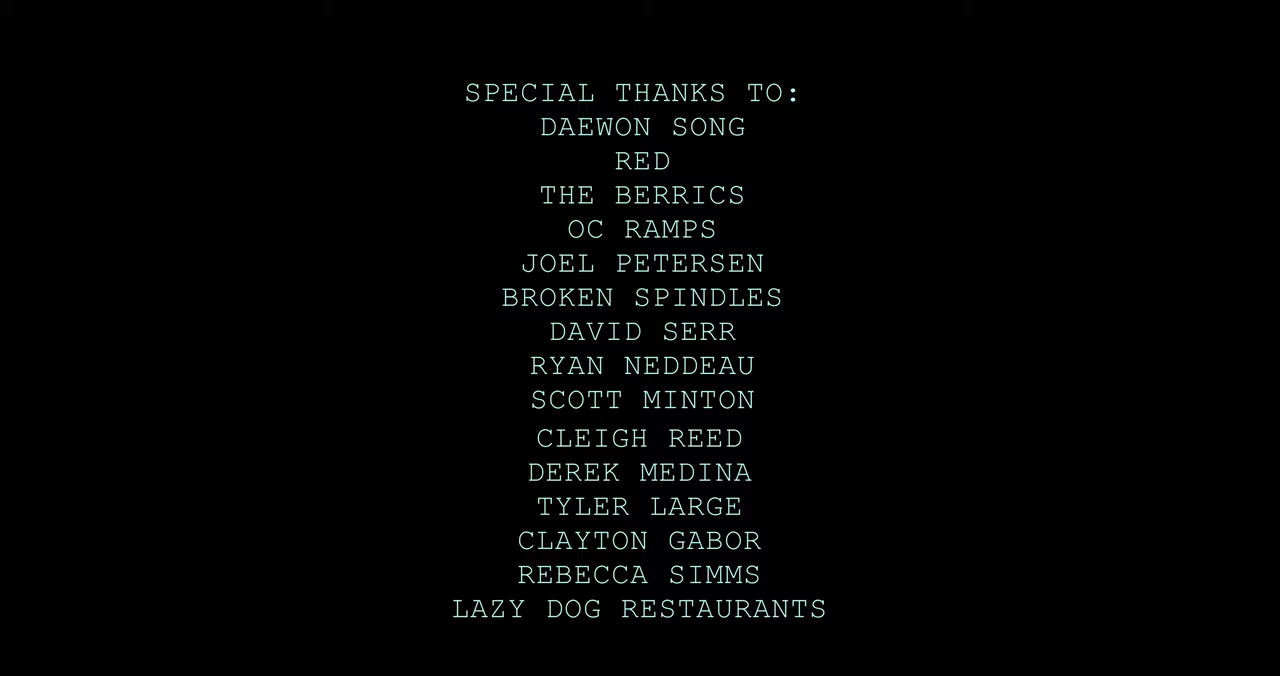 SPECIAL THANKS TO:
DAEWON SONG
RED
THE BERRICS
OC RAMPS
JOEL PETERSEN
BROKEN SPINDLES
DAVID SERR
RYAN NEDDEAU
SCOTT MINTON
CLEIGH REED
DEREK MEDINA
TYLER LARGE
CLAYTON GABOR
REBECCA SIMMS
LAZY DOG RESTAURANTS